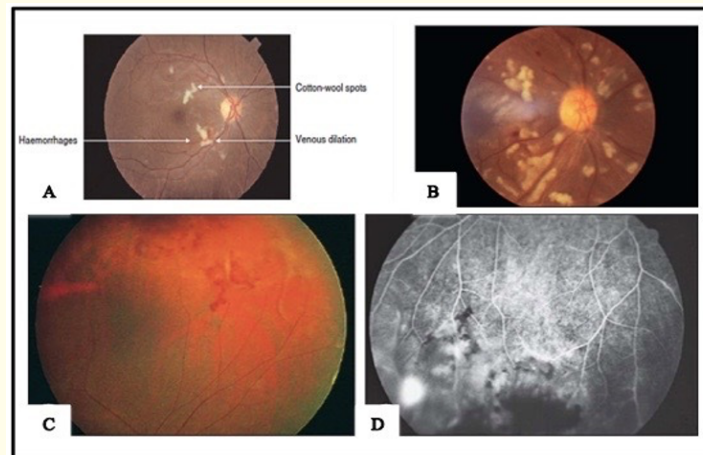 Cotton-wool spots
Haemorrhages
Venous dilation
A
B
C
D